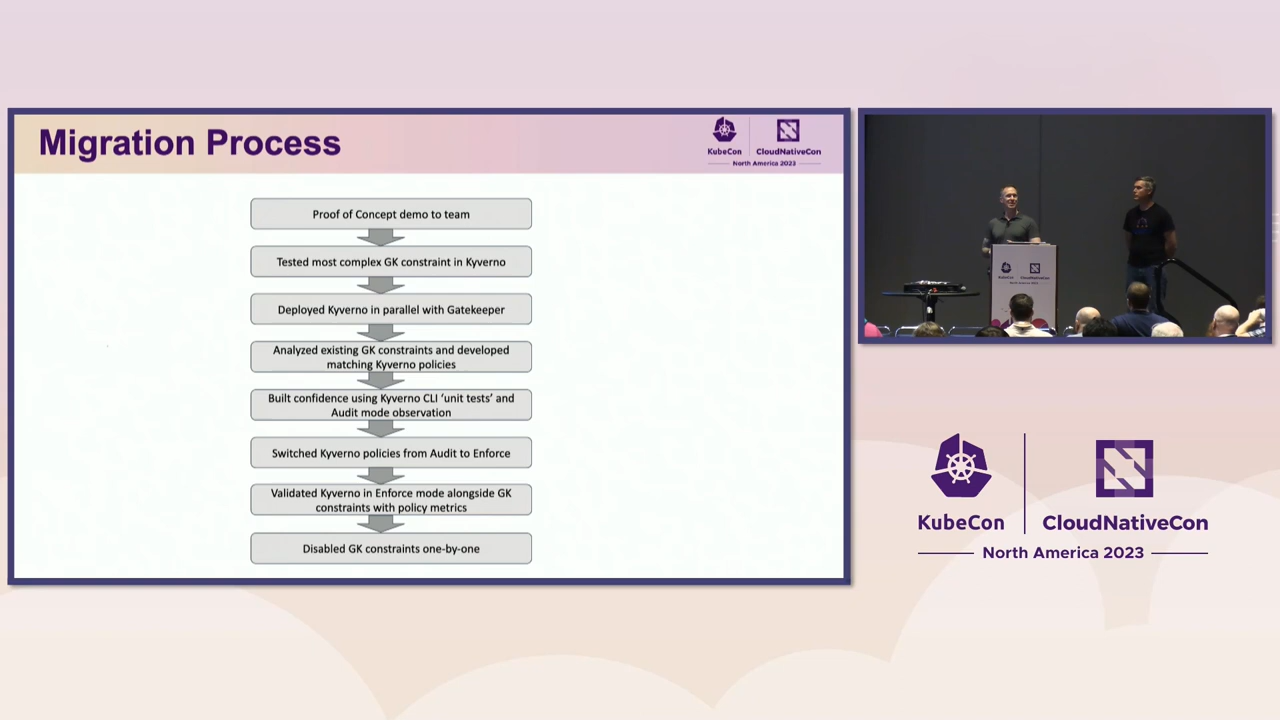 Migration Process
KubeCon
CloudNativeCon
North America 2023
Proof of Concept demo to team
Tested most complex GK constraint in Kyverno
Deployed Kyverno in parallel with Gatekeeper
Analyzed existing GK constraints and developed
matching Kyverno policies
Built confidence using Kyverno CLI ‘unit tests’ and
Audit mode observation
Switched Kyverno policies from Audit to Enforce
Validated Kyverno in Enforce mode alongside GK
constraints with policy metrics
Disabled GK constraints one-by-one
KubeCon
CloudNativeCon
North America 2023